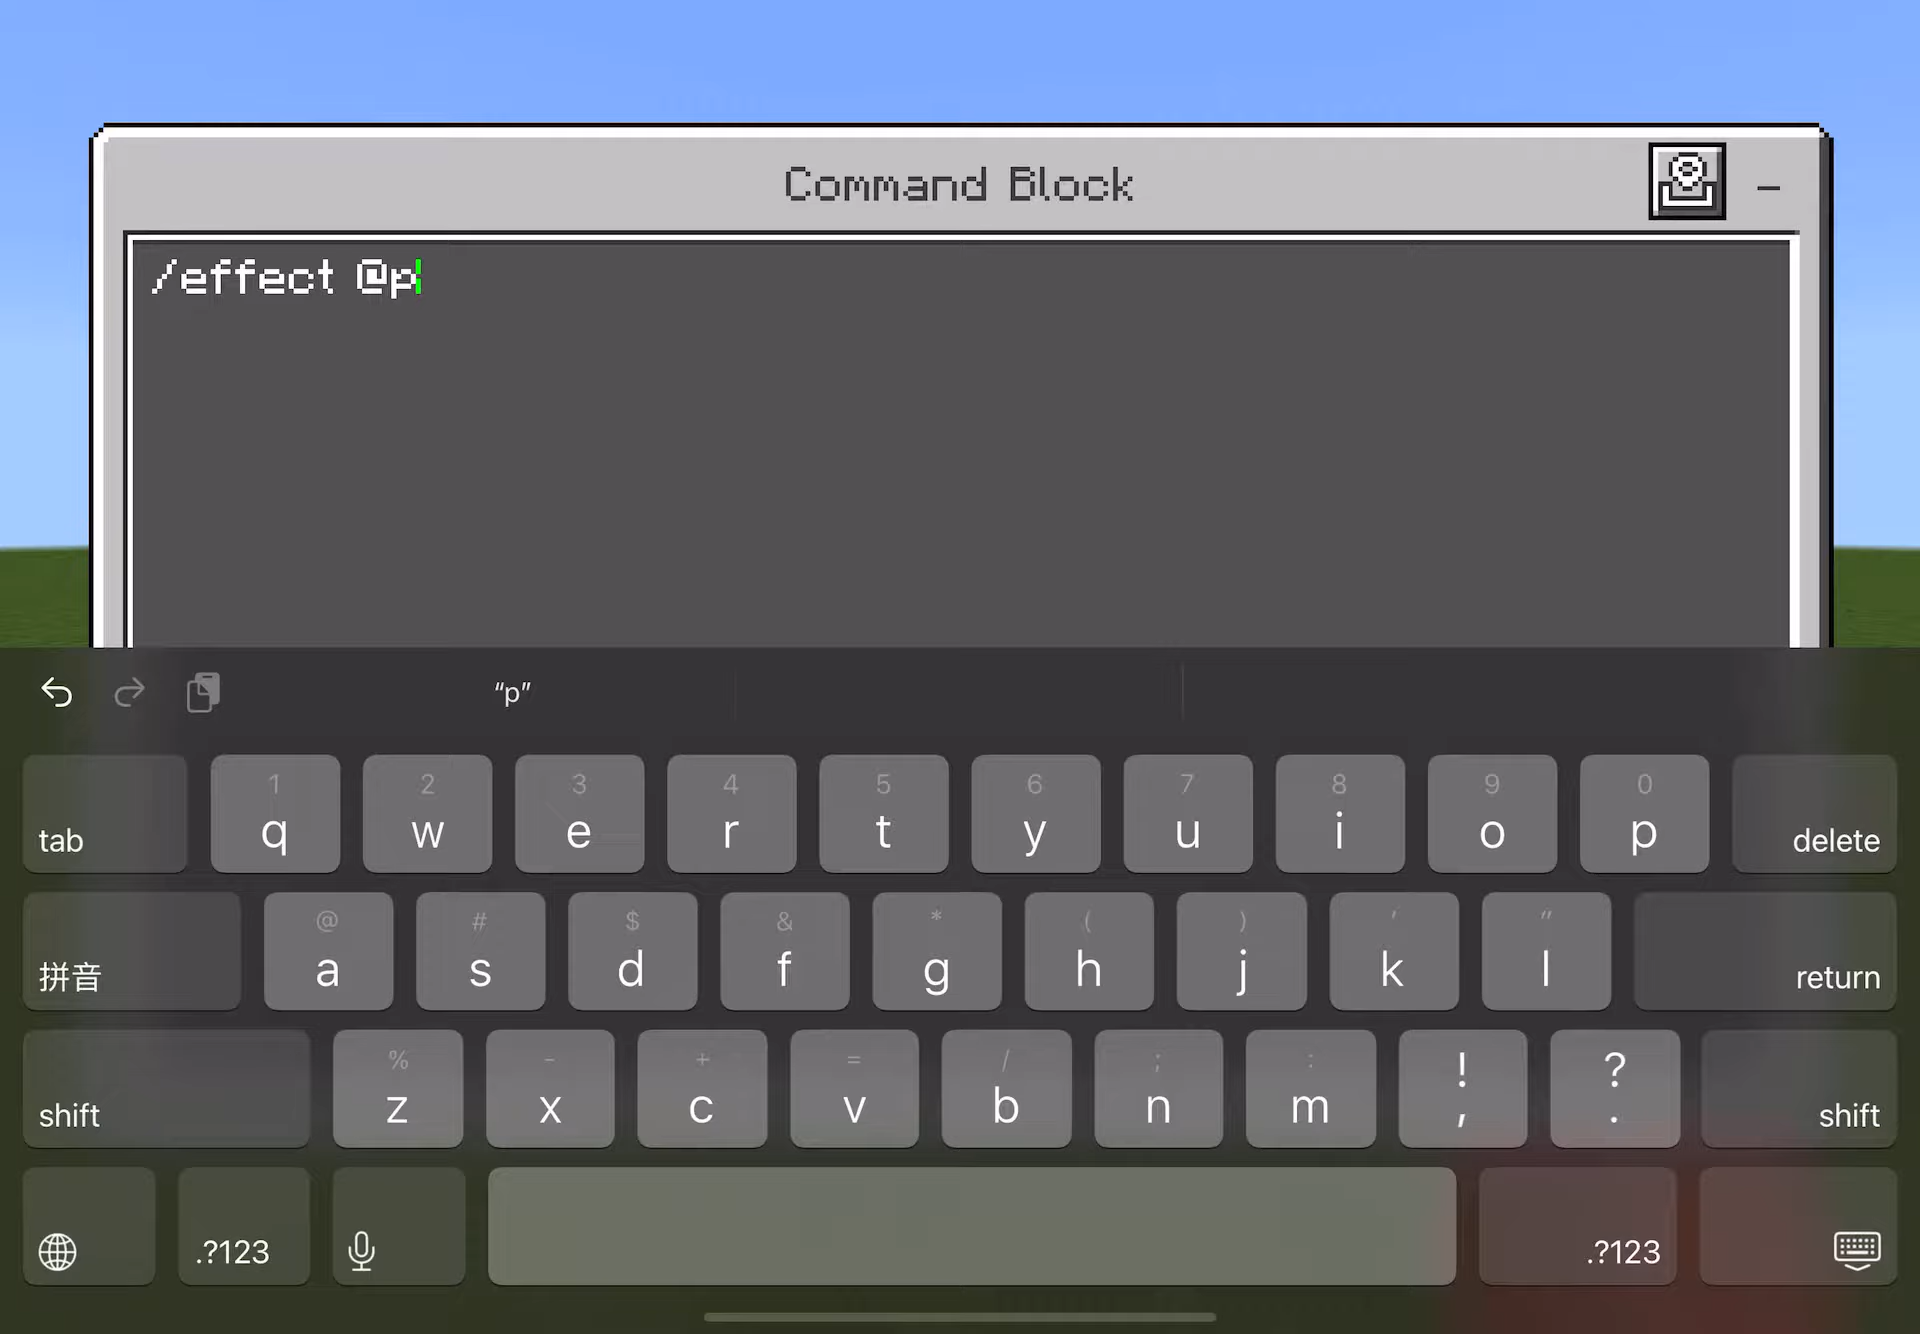 Command Block
/effect @p
“p”
tab 1 q 2 w 3 e 4 r 5 t 6 y 7 u 8 i 9 o 0 p delete
拼音 @ a # s $ d & f * g ( h ) j ' k " l return
shift % z - x + c = v / b ; n : m ! , ? . shift
.?123 .?123